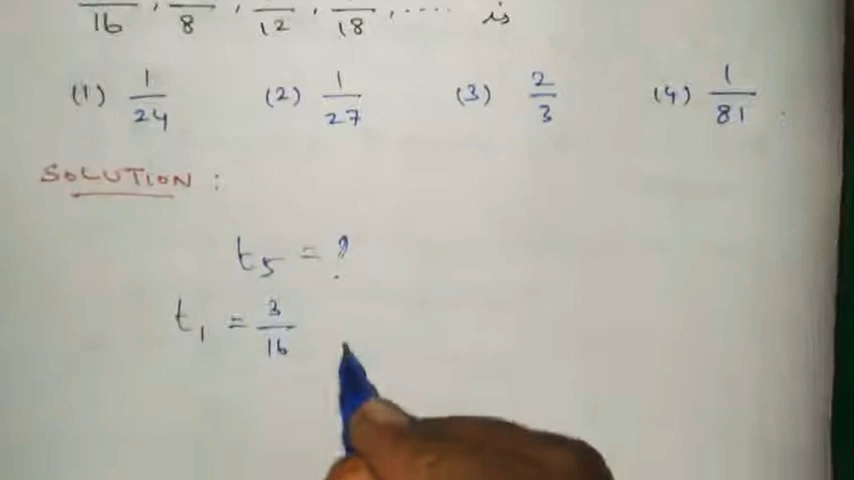 16 , 8 , 12 , 18 , .... is
(1) 1/24 (2) 1/27 (3) 2/3 (4) 1/81
SOLUTION :
t₅ = ?
t₁ = 3/16